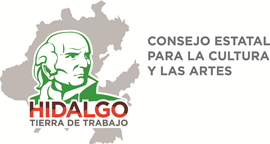 HIDALGO
TIERRA DE TRABAJO
CONSEJO ESTATAL
PARA LA CULTURA
Y LAS ARTES